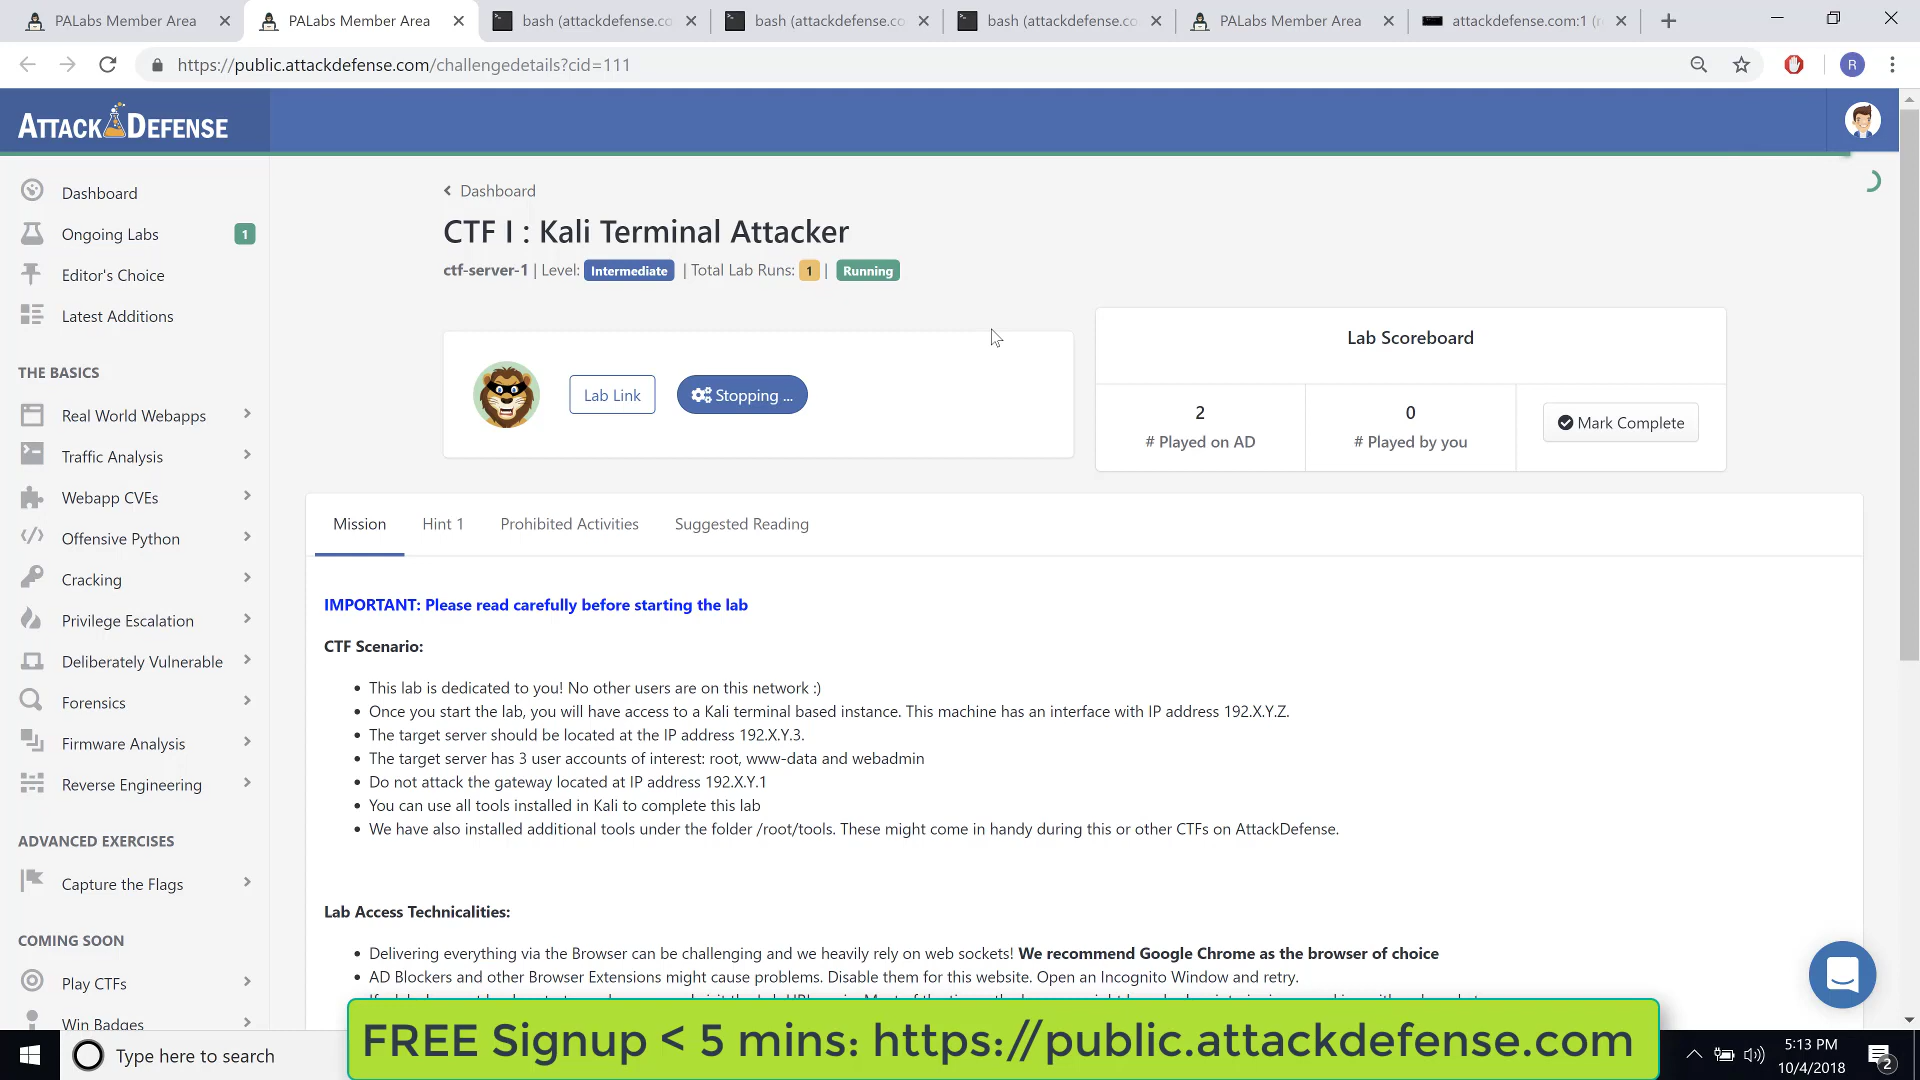 PALabs Member Area
PALabs Member Area
bash (attackdefense.co
bash (attackdefense.co
bash (attackdefense.co
PALabs Member Area
attackdefense.com:1 (r
https://public.attackdefense.com/challengedetails?cid=111
R
ATTACK DEFENSE
Dashboard
Ongoing Labs
1
Editor's Choice
Latest Additions
THE BASICS
Real World Webapps
Traffic Analysis
Webapp CVEs
Offensive Python
Cracking
Privilege Escalation
Deliberately Vulnerable
Forensics
Firmware Analysis
Reverse Engineering
ADVANCED EXERCISES
Capture the Flags
COMING SOON
Play CTFs
Win Badges
Dashboard
CTF I : Kali Terminal Attacker
ctf-server-1 | Level: Intermediate | Total Lab Runs: 1 | Running
Lab Link
Stopping ...
Lab Scoreboard
2
# Played on AD
0
# Played by you
Mark Complete
Mission
Hint 1
Prohibited Activities
Suggested Reading
IMPORTANT: Please read carefully before starting the lab
CTF Scenario:
This lab is dedicated to you! No other users are on this network :)
Once you start the lab, you will have access to a Kali terminal based instance. This machine has an interface with IP address 192.X.Y.Z.
The target server should be located at the IP address 192.X.Y.3.
The target server has 3 user accounts of interest: root, www-data and webadmin
Do not attack the gateway located at IP address 192.X.Y.1
You can use all tools installed in Kali to complete this lab
We have also installed additional tools under the folder /root/tools. These might come in handy during this or other CTFs on AttackDefense.
Lab Access Technicalities:
Delivering everything via the Browser can be challenging and we heavily rely on web sockets! We recommend Google Chrome as the browser of choice
AD Blockers and other Browser Extensions might cause problems. Disable them for this website. Open an Incognito Window and retry.
FREE Signup < 5 mins: https://public.attackdefense.com
Type here to search
5:13 PM
10/4/2018
2